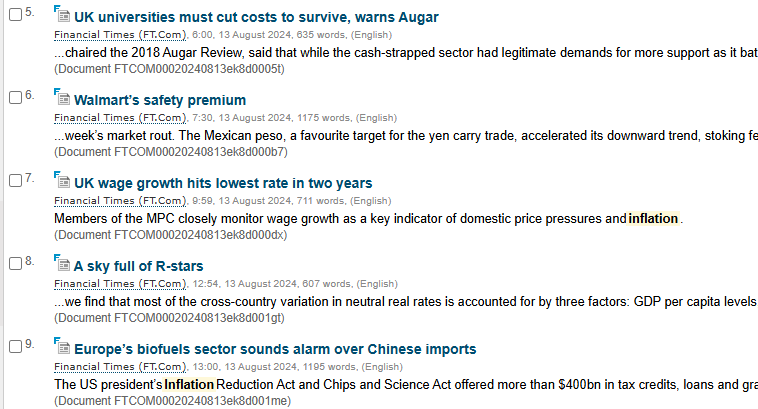 5. UK universities must cut costs to survive, warns Augar
Financial Times (FT.Com), 6:00, 13 August 2024, 635 words, (English)
...chaired the 2018 Augar Review, said that while the cash-strapped sector had legitimate demands for more support as it bat
(Document FTCOM00020240813ek8d0005t)
6. Walmart's safety premium
Financial Times (FT.Com), 7:30, 13 August 2024, 1175 words, (English)
...week's market rout. The Mexican peso, a favourite target for the yen carry trade, accelerated its downward trend, stoking fe
(Document FTCOM00020240813ek8d000b7)
7. UK wage growth hits lowest rate in two years
Financial Times (FT.Com), 9:59, 13 August 2024, 711 words, (English)
Members of the MPC closely monitor wage growth as a key indicator of domestic price pressures and inflation.
(Document FTCOM00020240813ek8d000dx)
8. A sky full of R-stars
Financial Times (FT.Com), 12:54, 13 August 2024, 607 words, (English)
...we find that most of the cross-country variation in neutral real rates is accounted for by three factors: GDP per capita levels
(Document FTCOM00020240813ek8d001gt)
9. Europe's biofuels sector sounds alarm over Chinese imports
Financial Times (FT.Com), 13:00, 13 August 2024, 1195 words, (English)
The US president's Inflation Reduction Act and Chips and Science Act offered more than $400bn in tax credits, loans and gra
(Document FTCOM00020240813ek8d001me)